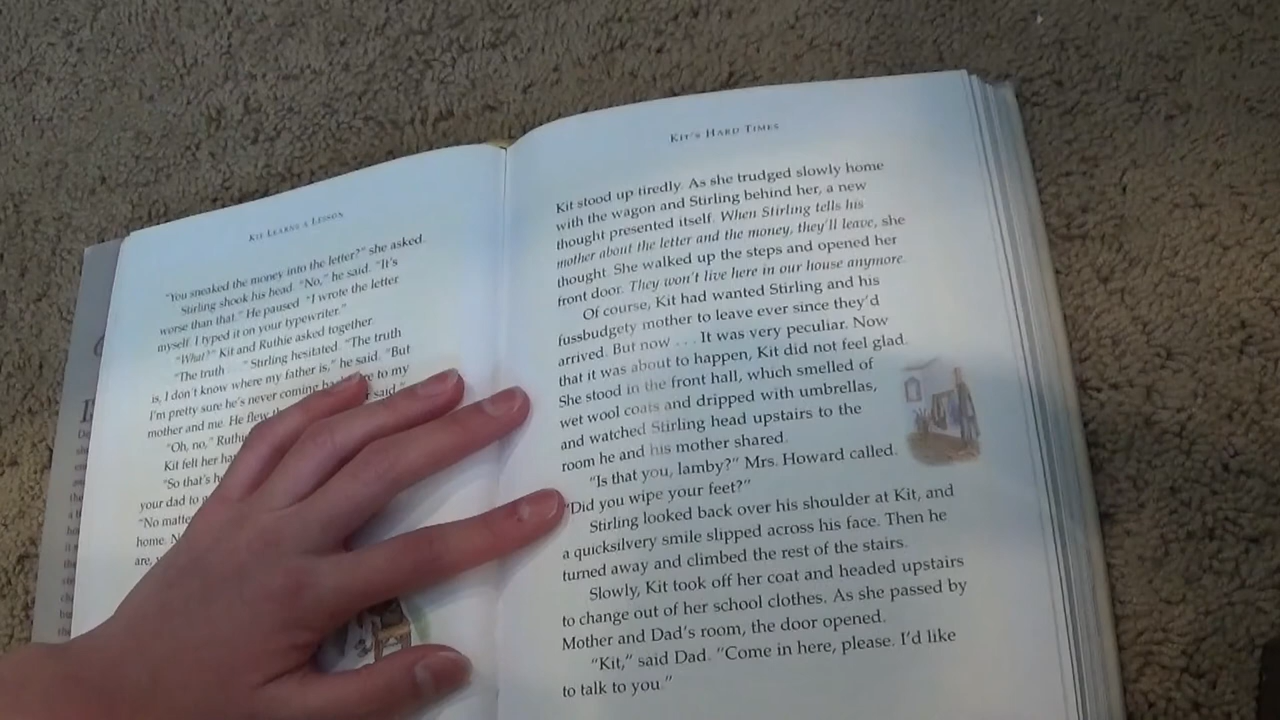 KIT LEARNS A LESSON
"You sneaked the money into the letter?" she asked.
Stirling shook his head. "No," he said. "It's
worse than that." He paused. "I wrote the letter
myself. I typed it on your typewriter."
"What?" Kit and Ruthie asked together.
"The truth . . ." Stirling hesitated. "The truth
is, I don't know where my father is," he said. "But
I'm pretty sure he's never coming to my
mother and me. He flew said."
"Oh, no,"
Kit felt her
"So that's
your dad to
"No
home.
are,
KIT'S HARD TIMES
Kit stood up tiredly. As she trudged slowly home
with the wagon and Stirling behind her, a new
thought presented itself. When Stirling tells his
mother about the letter and the money, they'll leave, she
thought. She walked up the steps and opened her
front door. They won't live here in our house anymore.
Of course, Kit had wanted Stirling and his
fussbudgety mother to leave ever since they'd
arrived. But now . . . It was very peculiar. Now
that it was about to happen, Kit did not feel glad.
She stood in the front hall, which smelled of
wet wool coats and dripped with umbrellas,
and watched Stirling head upstairs to the
room he and his mother shared.
"Is that you, lamby?" Mrs. Howard called.
"Did you wipe your feet?"
Stirling looked back over his shoulder at Kit, and
a quicksilvery smile slipped across his face. Then he
turned away and climbed the rest of the stairs.
Slowly, Kit took off her coat and headed upstairs
to change out of her school clothes. As she passed by
Mother and Dad's room, the door opened.
"Kit," said Dad. "Come in here, please. I'd like
to talk to you."